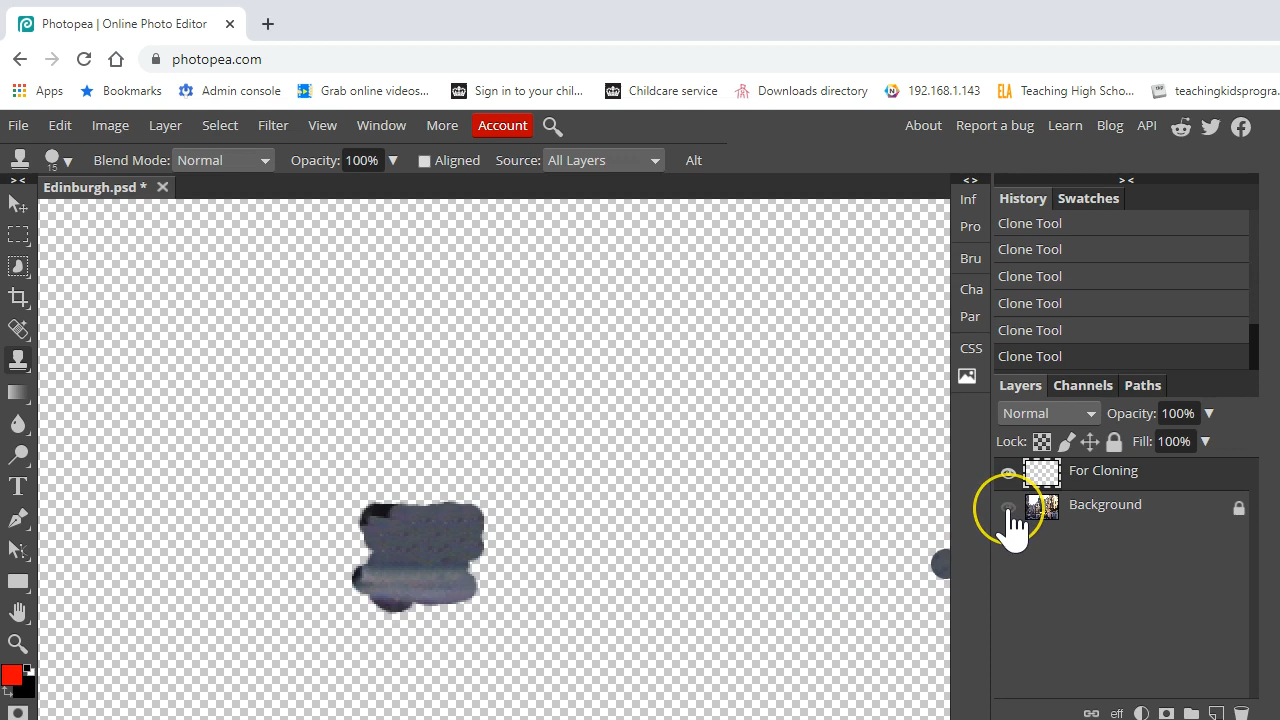 Photopea | Online Photo Editor
photopea.com
Apps Bookmarks Admin console Grab online videos... Sign in to your chil... Childcare service Downloads directory 192.168.1.143 Teaching High Scho... teachingkidsprogra
File Edit Image Layer Select Filter View Window More Account About Report a bug Learn Blog API
15 Blend Mode: Normal Opacity: 100% Aligned Source: All Layers Alt
> < < > > <
Edinburgh.psd *
Inf
Pro
Bru
Cha
Par
CSS
History Swatches
Clone Tool
Clone Tool
Clone Tool
Clone Tool
Clone Tool
Clone Tool
Layers Channels Paths
Normal Opacity: 100%
Lock: Fill: 100%
For Cloning
Background
eff